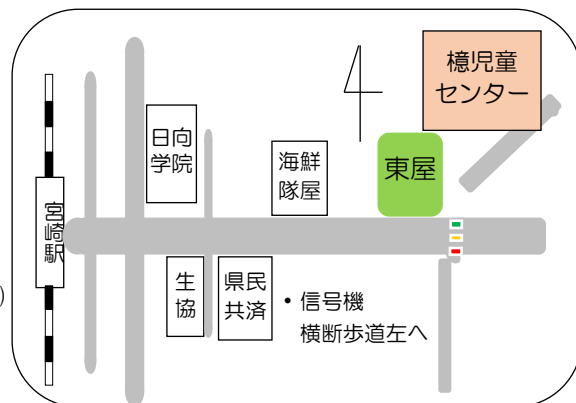 檍児童
センター
日向
学院
海鮮
隊屋
東屋
宮崎駅
生
協
県民
共済
・信号機
横断歩道左へ
)